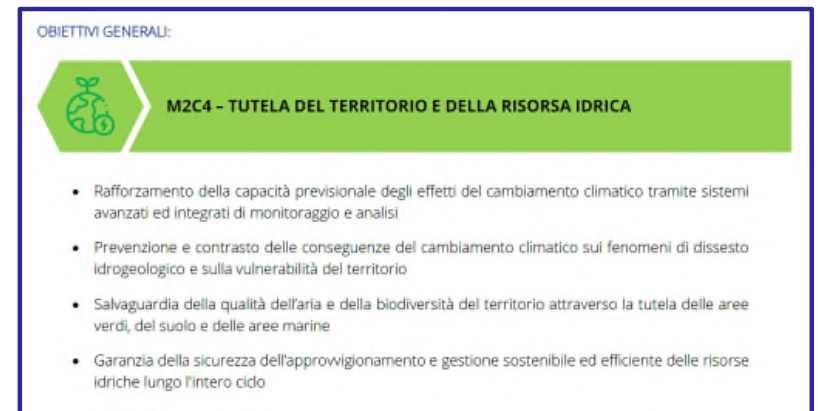 OBIETTIVI GENERALI:
M2C4 – TUTELA DEL TERRITORIO E DELLA RISORSA IDRICA
• Rafforzamento della capacità previsionale degli effetti del cambiamento climatico tramite sistemi
avanzati ed integrati di monitoraggio e analisi
• Prevenzione e contrasto delle conseguenze del cambiamento climatico sui fenomeni di dissesto
idrogeologico e sulla vulnerabilità del territorio
• Salvaguardia della qualità dell'aria e della biodiversità del territorio attraverso la tutela delle aree
verdi, del suolo e delle aree marine
• Garanzia della sicurezza dell'approvvigionamento e gestione sostenibile ed efficiente delle risorse
idriche lungo l'intero ciclo